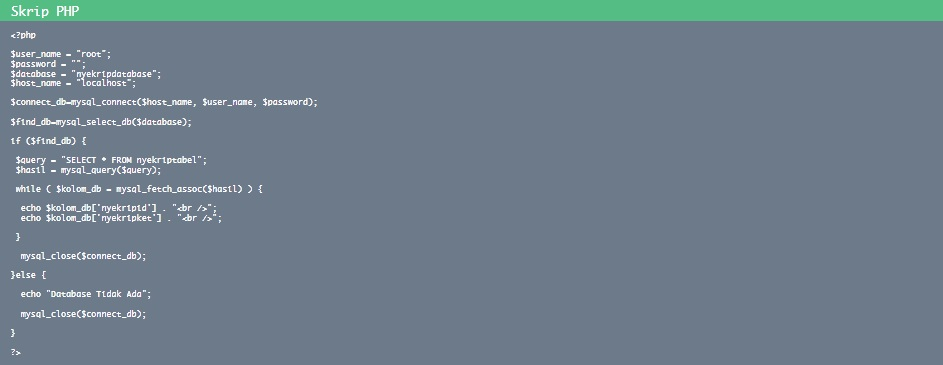 Skrip PHP
<?php
$user_name = "root";
$password = "";
$database = "nyekripdatabase";
$host_name = "localhost";
$connect_db=mysql_connect($host_name, $user_name, $password);
$find_db=mysql_select_db($database);
if ($find_db) {
$query = "SELECT * FROM nyekriptabel";
$hasil = mysql_query($query);
while ( $kolom_db = mysql_fetch_assoc($hasil) ) {
echo $kolom_db['nyekripid'] . "<br />";
echo $kolom_db['nyekripket'] . "<br />";
}
mysql_close($connect_db);
}else {
echo "Database Tidak Ada";
mysql_close($connect_db);
}
?>